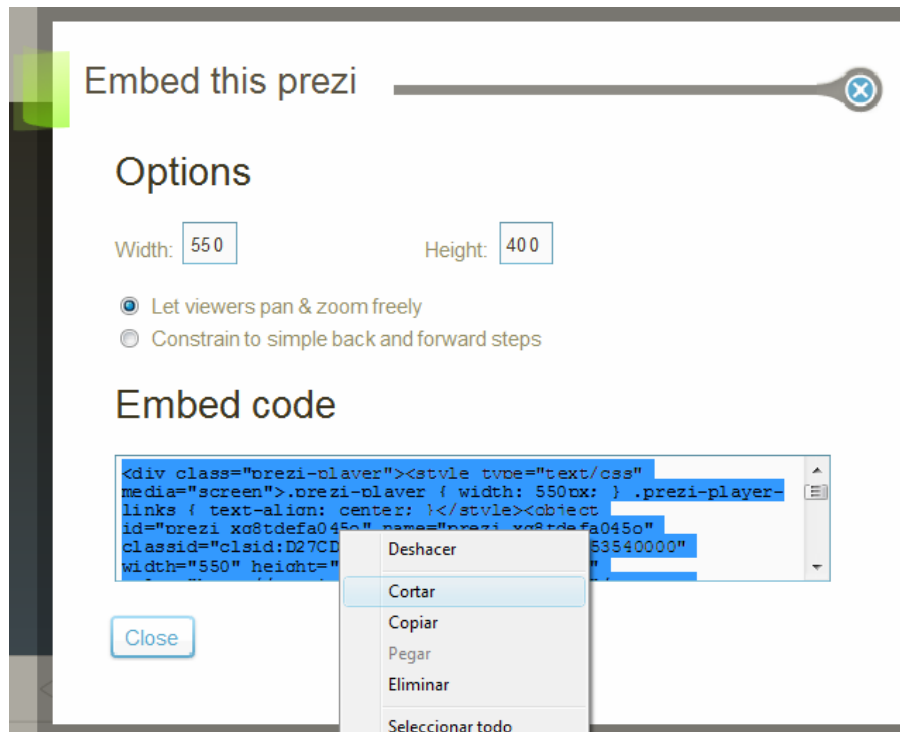 Embed this prezi
Options
Width: 550 Height: 400
Let viewers pan & zoom freely
Constrain to simple back and forward steps
Embed code
<div class="prezi-player"><style type="text/css"
media="screen">.prezi-player { width: 550px; } .prezi-player-
links { text-align: center; }</style><object
id="prezi_xg8tdefa045o" name="prezi_xg8tdefa045o"
classid="clsid:D27CD 53540000"
width="550" height="
Deshacer
Cortar
Copiar
Pegar
Eliminar
Seleccionar todo
Close